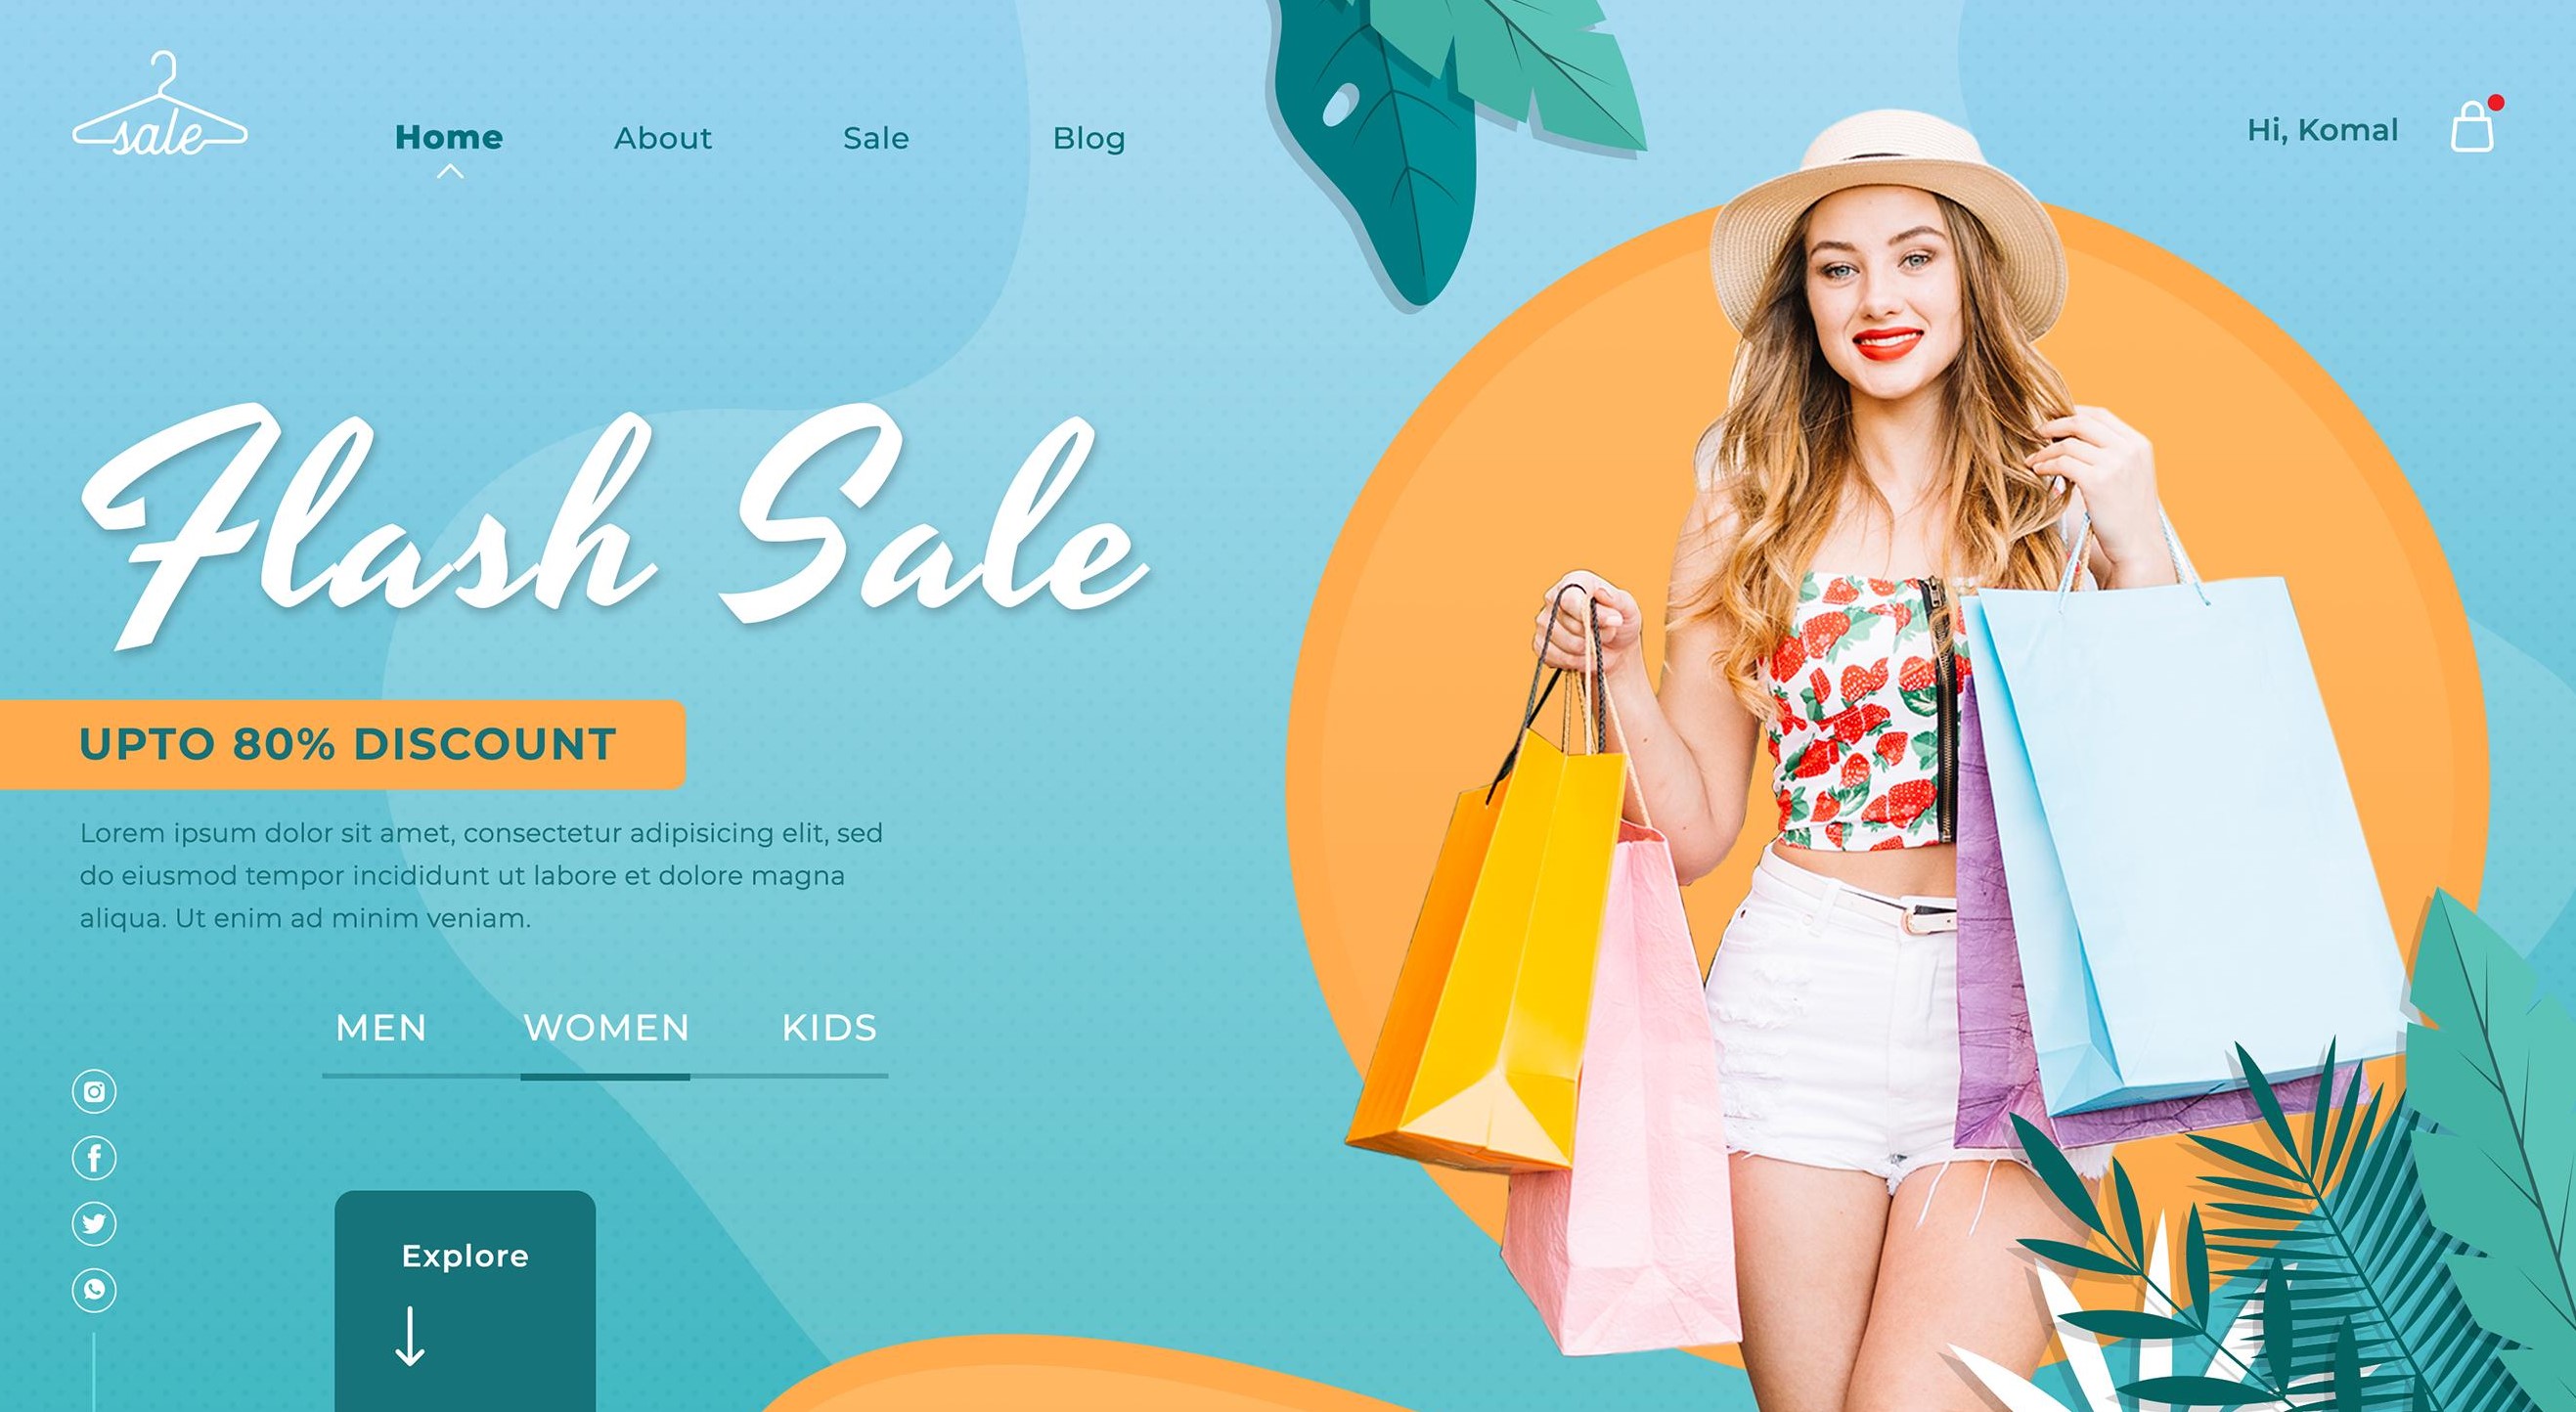 sale
Home
About
Sale
Blog
Hi, Komal
Flash Sale
UPTO 80% DISCOUNT
Lorem ipsum dolor sit amet, consectetur adipisicing elit, sed
do eiusmod tempor incididunt ut labore et dolore magna
aliqua. Ut enim ad minim veniam.
MEN
WOMEN
KIDS
Explore